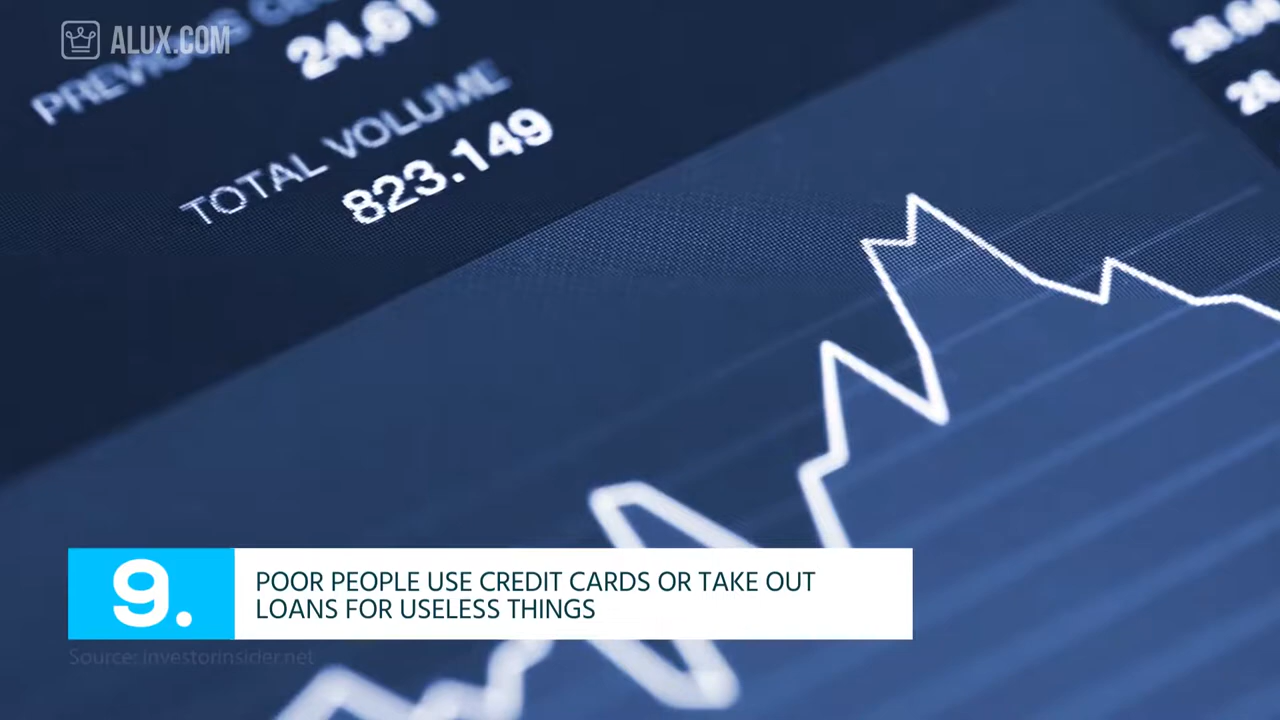 ALUX.COM
PREVIOUS
24,61
TOTAL VOLUME
823.149
9.
POOR PEOPLE USE CREDIT CARDS OR TAKE OUT
LOANS FOR USELESS THINGS
Source: investorinsider.net